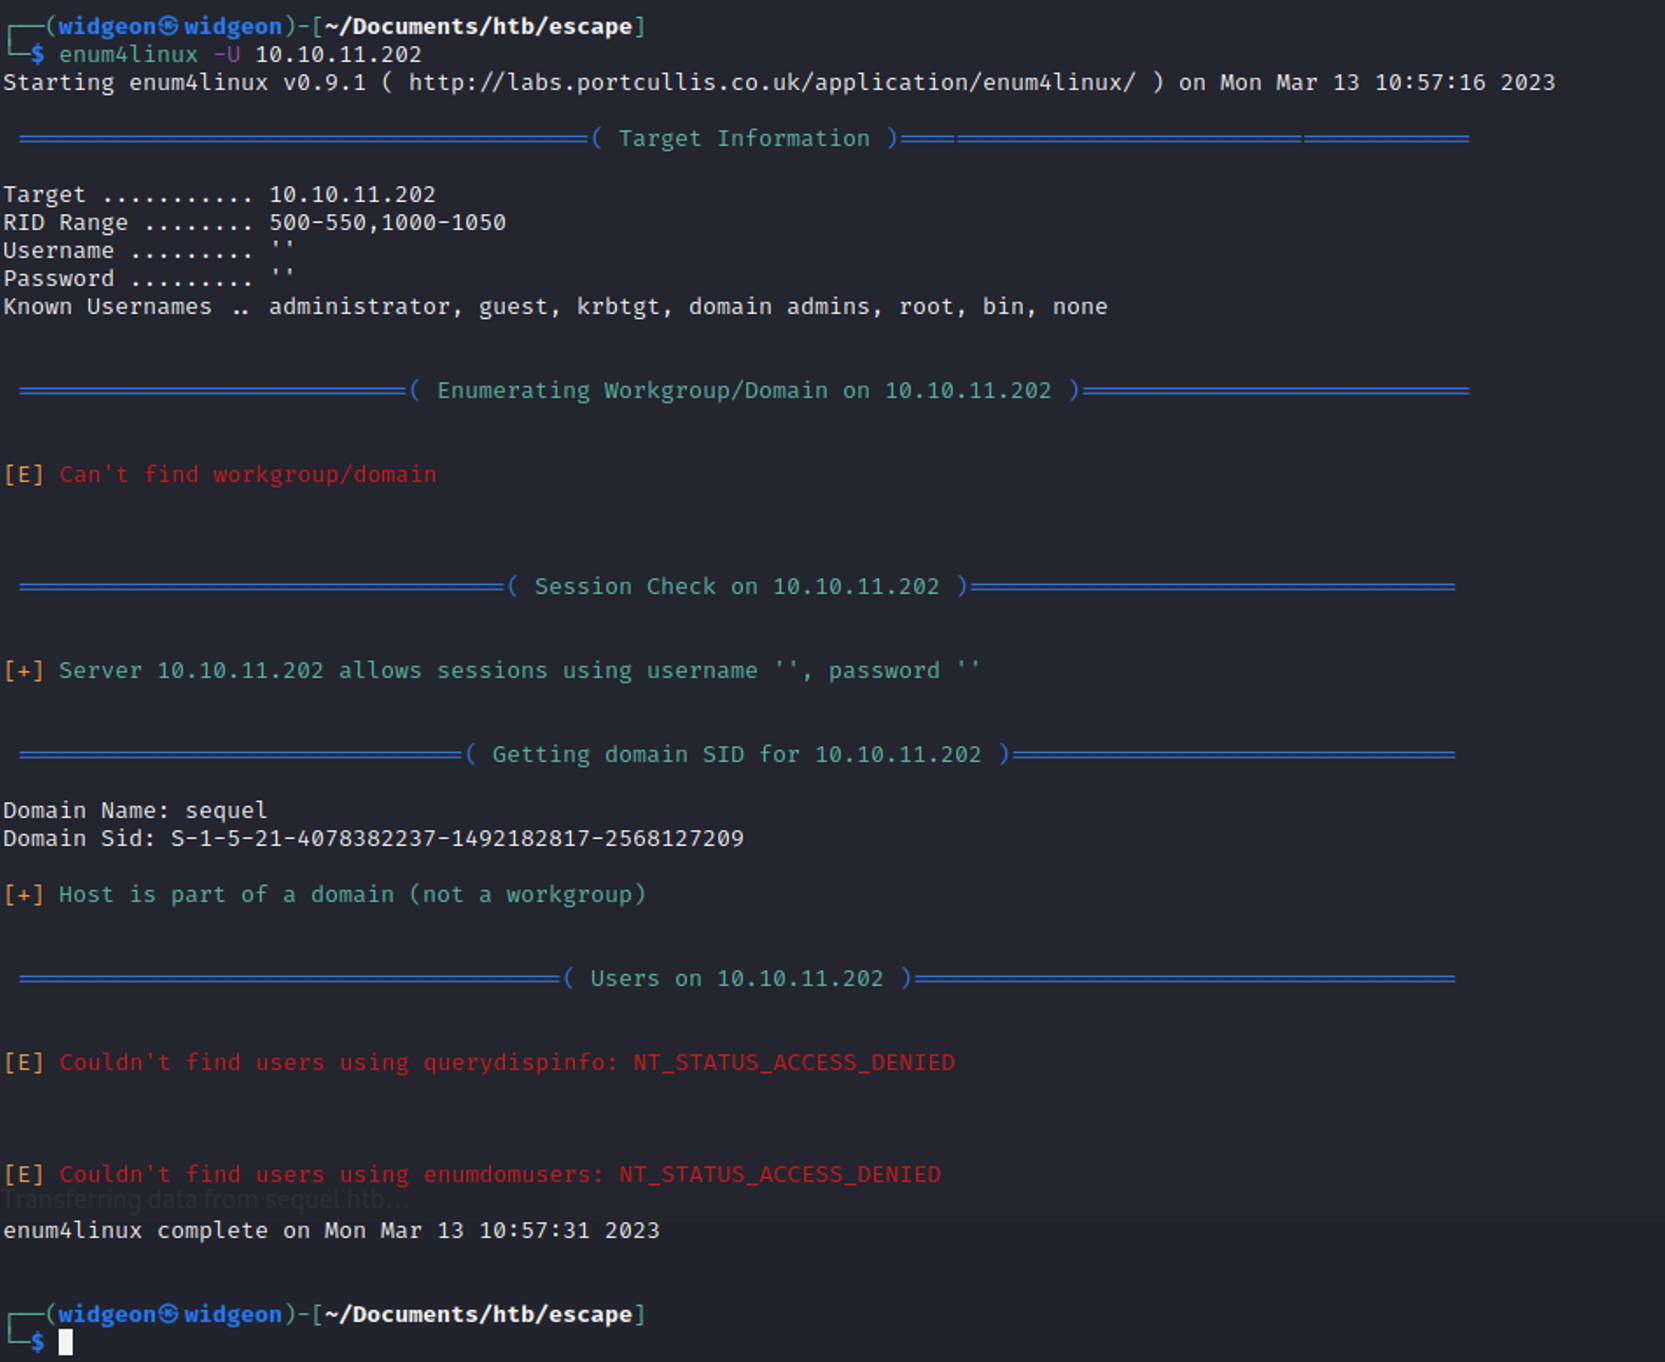 (widgeon㉿widgeon)-[~/Documents/htb/escape]
$ enum4linux -U 10.10.11.202
Starting enum4linux v0.9.1 ( http://labs.portcullis.co.uk/application/enum4linux/ ) on Mon Mar 13 10:57:16 2023
( Target Information )
Target ........... 10.10.11.202
RID Range ........ 500-550,1000-1050
Username ......... ''
Password ......... ''
Known Usernames .. administrator, guest, krbtgt, domain admins, root, bin, none
( Enumerating Workgroup/Domain on 10.10.11.202 )
[E] Can't find workgroup/domain
( Session Check on 10.10.11.202 )
[+] Server 10.10.11.202 allows sessions using username '', password ''
( Getting domain SID for 10.10.11.202 )
Domain Name: sequel
Domain Sid: S-1-5-21-4078382237-1492182817-2568127209
[+] Host is part of a domain (not a workgroup)
( Users on 10.10.11.202 )
[E] Couldn't find users using querydispinfo: NT_STATUS_ACCESS_DENIED
[E] Couldn't find users using enumdomusers: NT_STATUS_ACCESS_DENIED
Transferring data from sequel.htb...
enum4linux complete on Mon Mar 13 10:57:31 2023
(widgeon㉿widgeon)-[~/Documents/htb/escape]
$